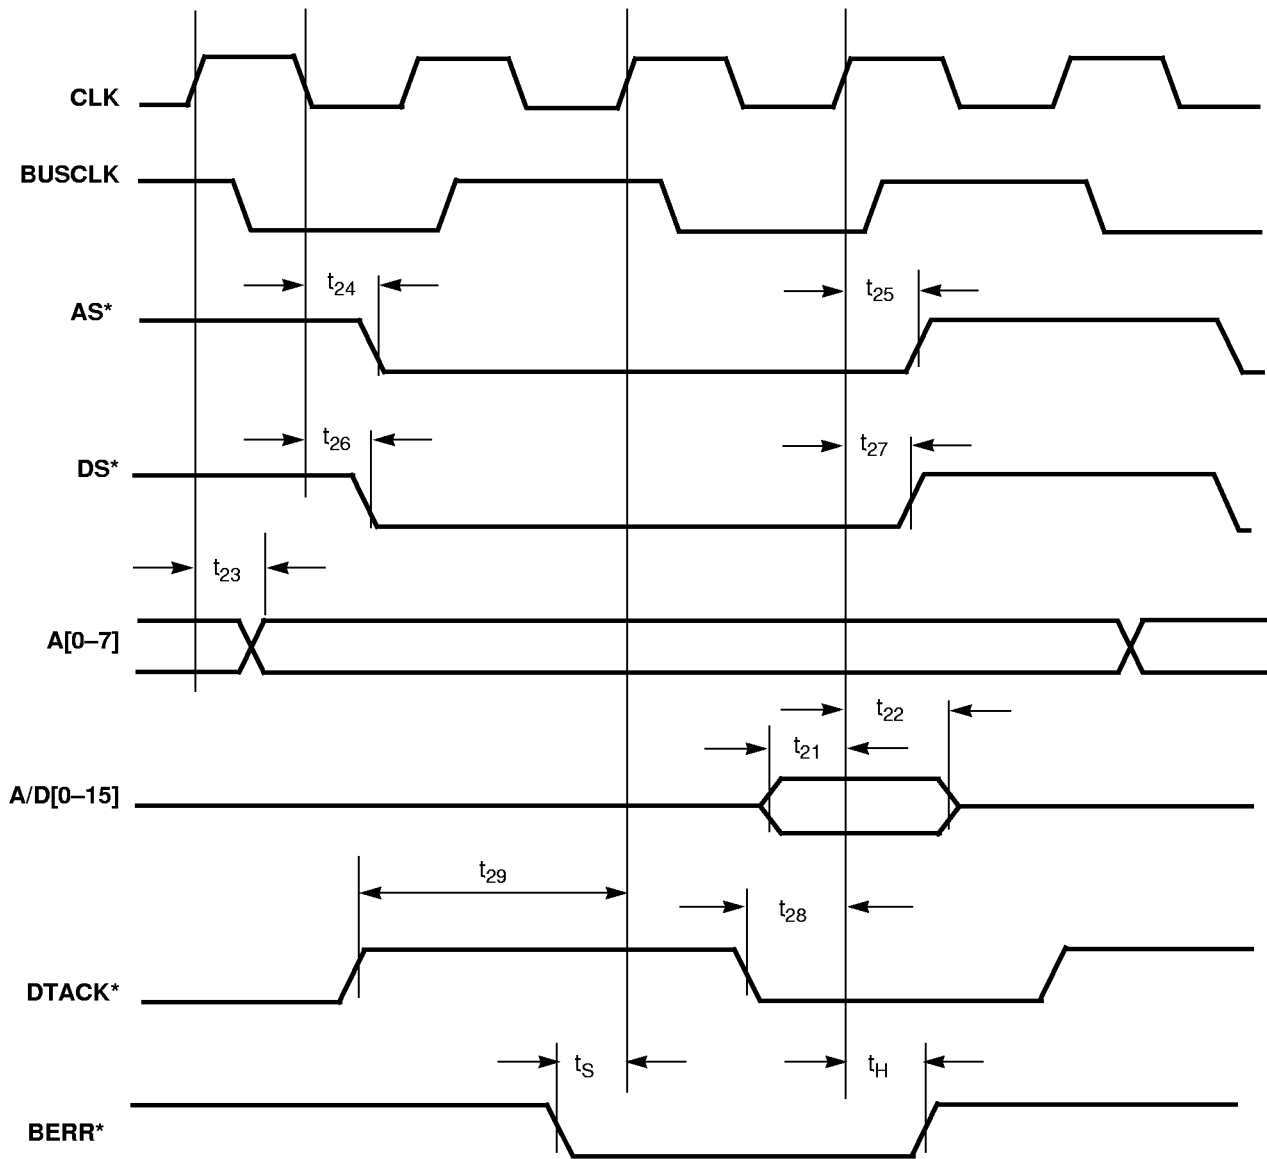 CLK
BUSCLK
t24
t25
AS*
t26
t27
DS*
t23
A[0–7]
t22
t21
A/D[0–15]
t29
t28
DTACK*
tS
tH
BERR*